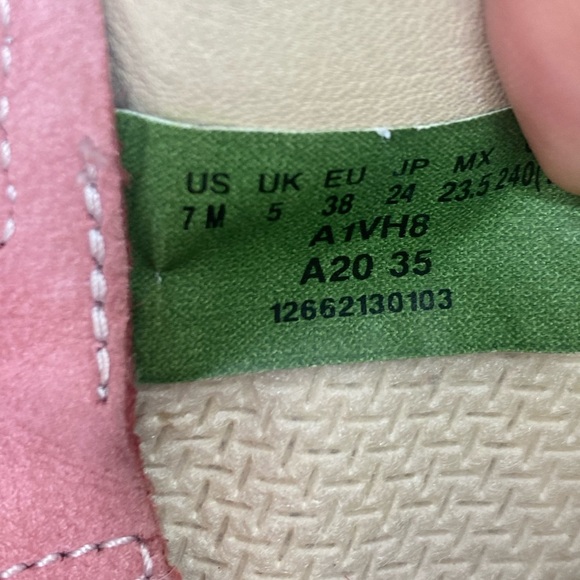 US UK EU JP MX
7 M 5 38 24 23.5 240(
A1VH8
A20 35
12662130103